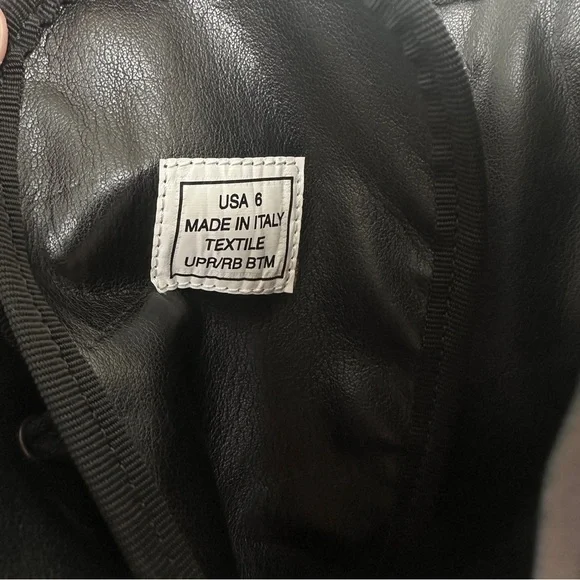 USA 6
MADE IN ITALY
TEXTILE
UPR/RB BTM